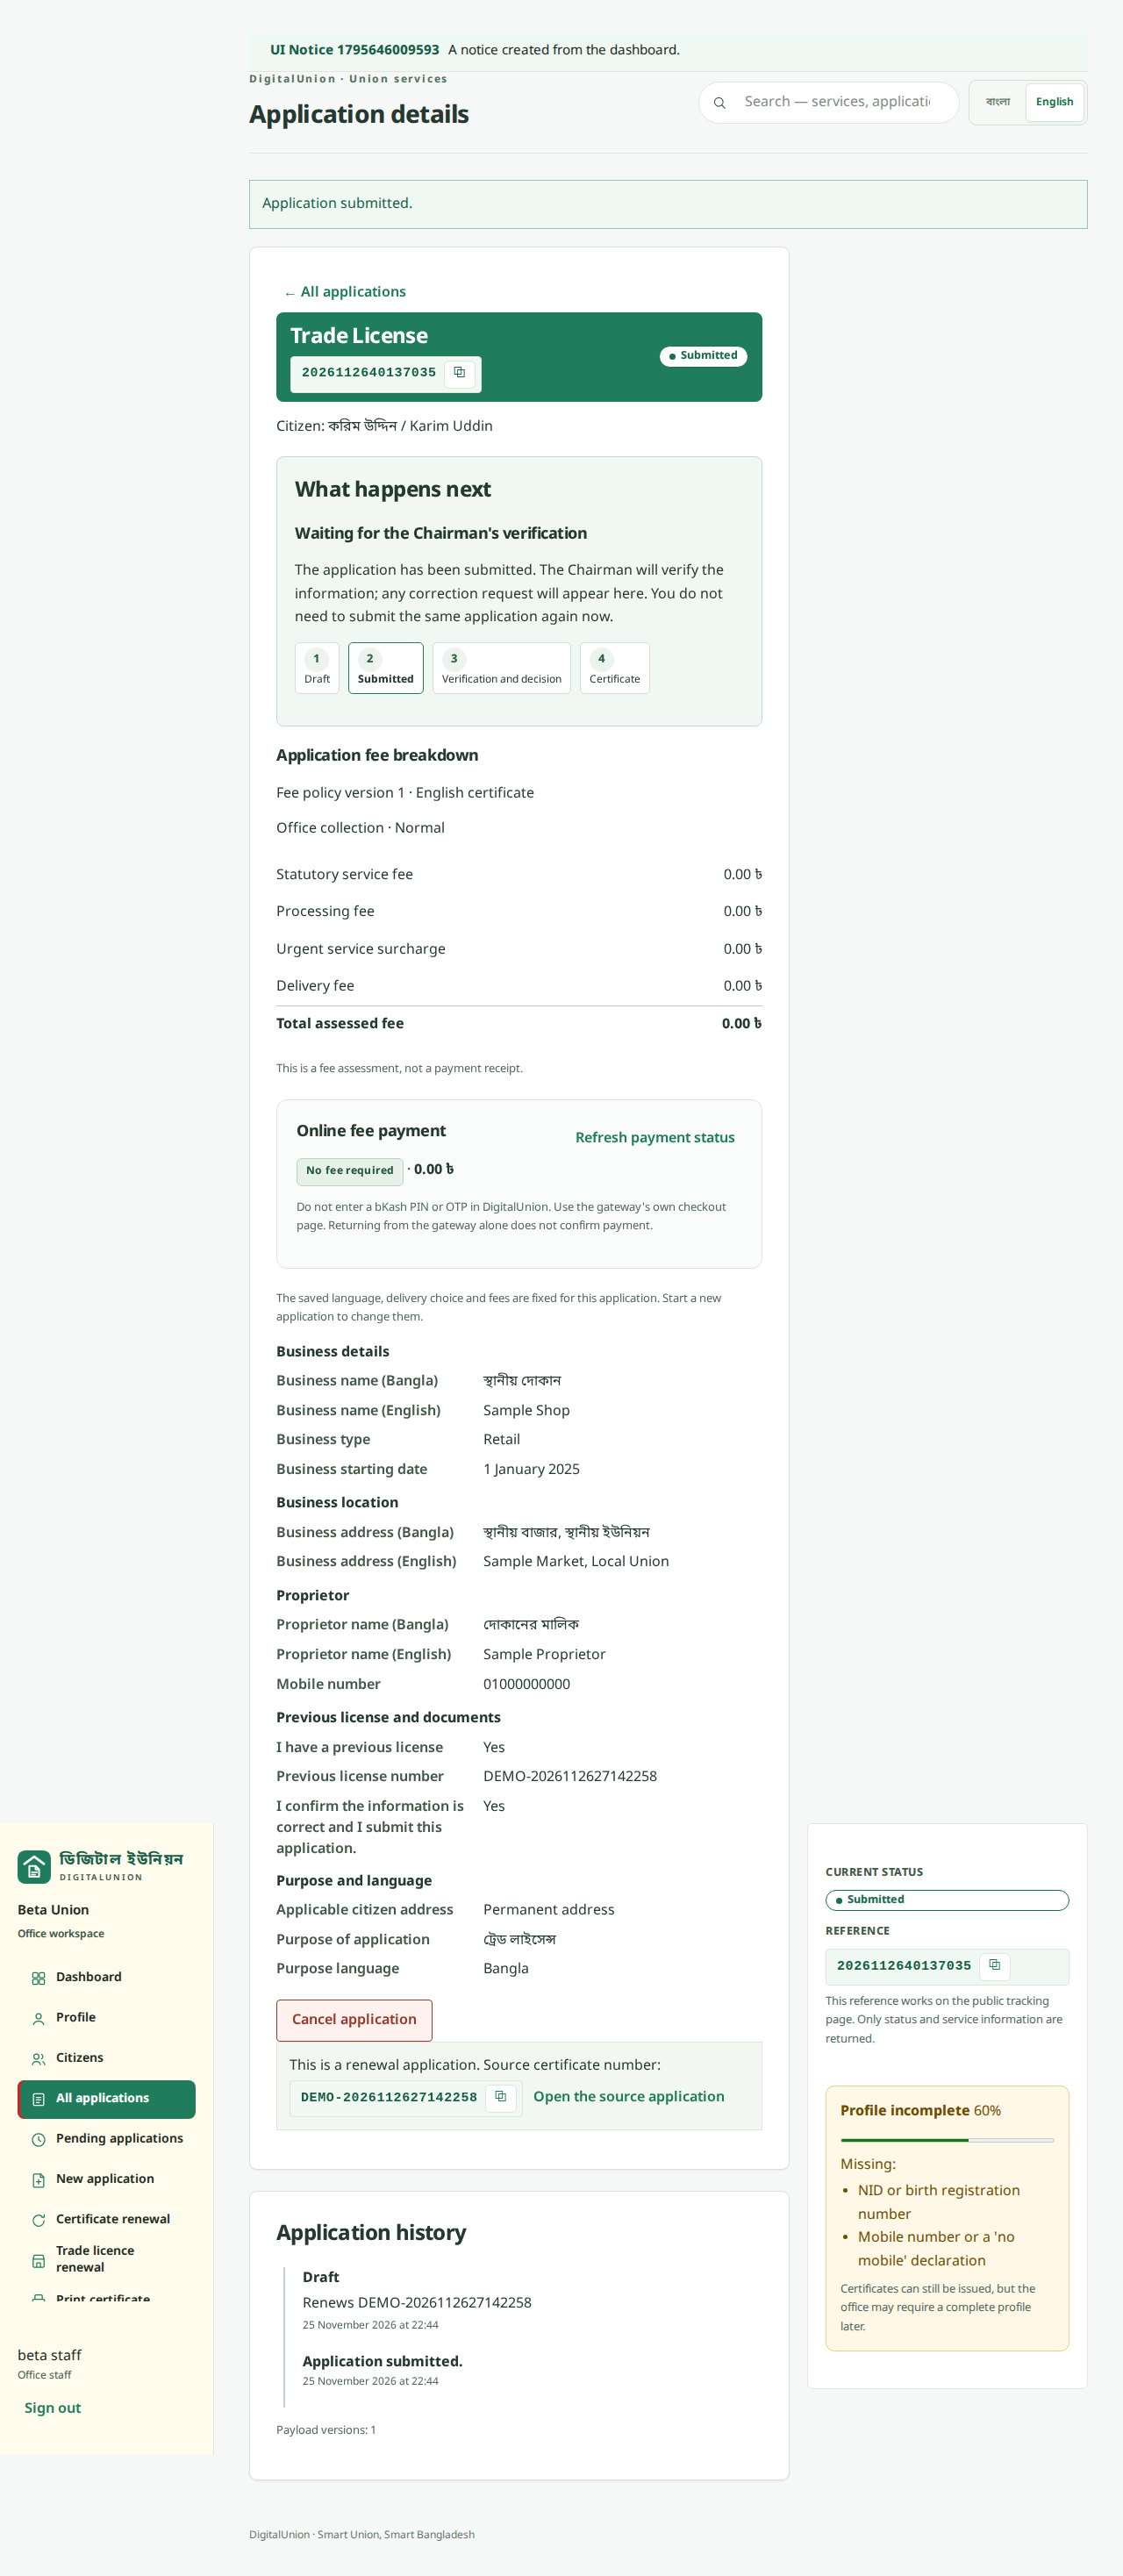 UI Notice 1795646009593 A notice created from the dashboard.
DigitalUnion · Union services
Application details
Search — services, applicati
বাংলা
English
Application submitted.
← All applications
Trade License
2026112640137035
Submitted
Citizen: করিম উদ্দিন / Karim Uddin
What happens next
Waiting for the Chairman's verification
The application has been submitted. The Chairman will verify the
information; any correction request will appear here. You do not
need to submit the same application again now.
1
Draft
2
Submitted
3
Verification and decision
4
Certificate
Application fee breakdown
Fee policy version 1 · English certificate
Office collection · Normal
Statutory service fee 0.00 ৳
Processing fee 0.00 ৳
Urgent service surcharge 0.00 ৳
Delivery fee 0.00 ৳
Total assessed fee 0.00 ৳
This is a fee assessment, not a payment receipt.
Online fee payment
Refresh payment status
No fee required · 0.00 ৳
Do not enter a bKash PIN or OTP in DigitalUnion. Use the gateway's own checkout
page. Returning from the gateway alone does not confirm payment.
The saved language, delivery choice and fees are fixed for this application. Start a new
application to change them.
Business details
Business name (Bangla) স্থানীয় দোকান
Business name (English) Sample Shop
Business type Retail
Business starting date 1 January 2025
Business location
Business address (Bangla) স্থানীয় বাজার, স্থানীয় ইউনিয়ন
Business address (English) Sample Market, Local Union
Proprietor
Proprietor name (Bangla) দোকানের মালিক
Proprietor name (English) Sample Proprietor
Mobile number 01000000000
Previous license and documents
I have a previous license Yes
Previous license number DEMO-2026112627142258
I confirm the information is Yes
correct and I submit this
application.
Purpose and language
Applicable citizen address Permanent address
Purpose of application ট্রেড লাইসেন্স
Purpose language Bangla
Cancel application
This is a renewal application. Source certificate number:
DEMO-2026112627142258 Open the source application
Application history
Draft
Renews DEMO-2026112627142258
25 November 2026 at 22:44
Application submitted.
25 November 2026 at 22:44
Payload versions: 1
ডিজিটাল ইউনিয়ন
DIGITALUNION
Beta Union
Office workspace
Dashboard
Profile
Citizens
All applications
Pending applications
New application
Certificate renewal
Trade licence
renewal
Print certificate
beta staff
Office staff
Sign out
CURRENT STATUS
Submitted
REFERENCE
2026112640137035
This reference works on the public tracking
page. Only status and service information are
returned.
Profile incomplete 60%
Missing:
• NID or birth registration
number
• Mobile number or a 'no
mobile' declaration
Certificates can still be issued, but the
office may require a complete profile
later.
DigitalUnion · Smart Union, Smart Bangladesh